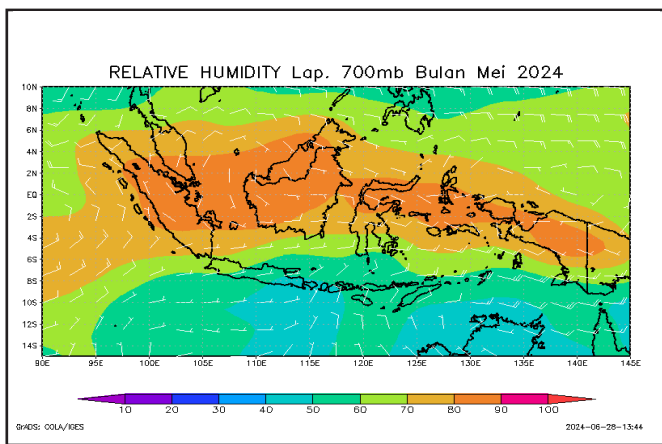 RELATIVE HUMIDITY Lap. 700mb Bulan Mei 2024
10N
8N
6N
4N
2N
EQ
2S
4S
6S
8S
10S
12S
14S
90E 95E 100E 105E 110E 115E 120E 125E 130E 135E 140E 145E
10 20 30 40 50 60 70 80 90 100
GrADS: COLA/IGES 2024-06-28-13:44